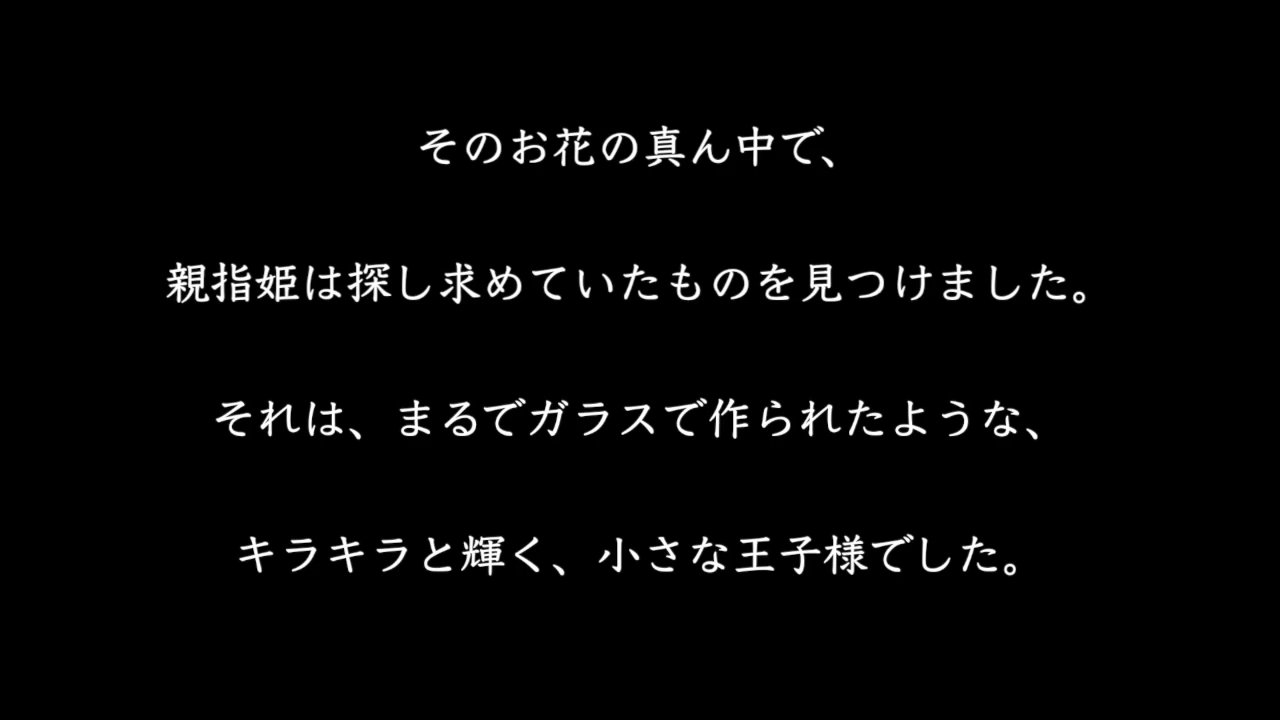 そのお花の真ん中で、
親指姫は探し求めていたものを見つけました。
それは、まるでガラスで作られたような、
キラキラと輝く、小さな王子様でした。